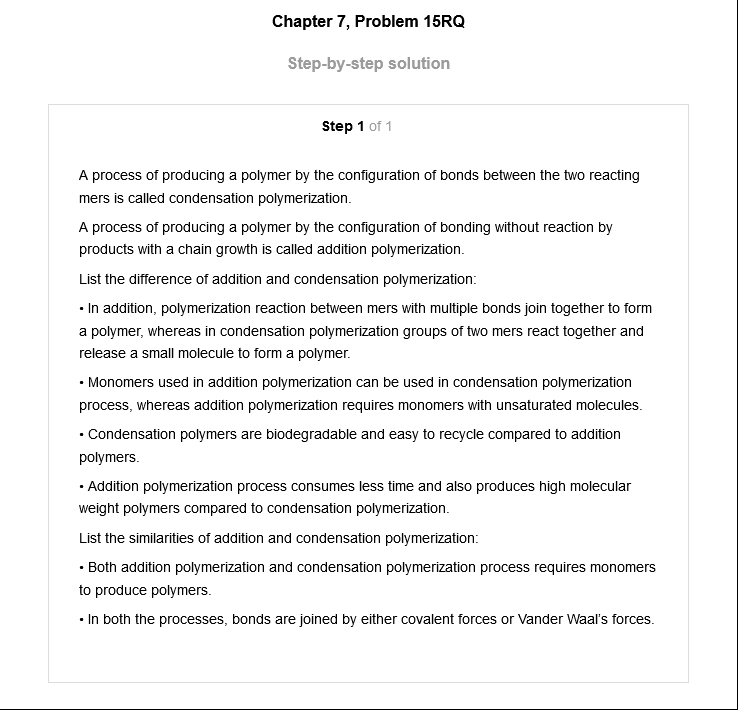 Chapter 7, Problem 15RQ
Step-by-step solution
Step 1 of 1
A process of producing a polymer by the configuration of bonds between the two reacting
mers is called condensation polymerization.
A process of producing a polymer by the configuration of bonding without reaction by
products with a chain growth is called addition polymerization.
List the difference of addition and condensation polymerization:
• In addition, polymerization reaction between mers with multiple bonds join together to form
a polymer, whereas in condensation polymerization groups of two mers react together and
release a small molecule to form a polymer.
• Monomers used in addition polymerization can be used in condensation polymerization
process, whereas addition polymerization requires monomers with unsaturated molecules.
• Condensation polymers are biodegradable and easy to recycle compared to addition
polymers.
• Addition polymerization process consumes less time and also produces high molecular
weight polymers compared to condensation polymerization.
List the similarities of addition and condensation polymerization:
• Both addition polymerization and condensation polymerization process requires monomers
to produce polymers.
• In both the processes, bonds are joined by either covalent forces or Vander Waal's forces.